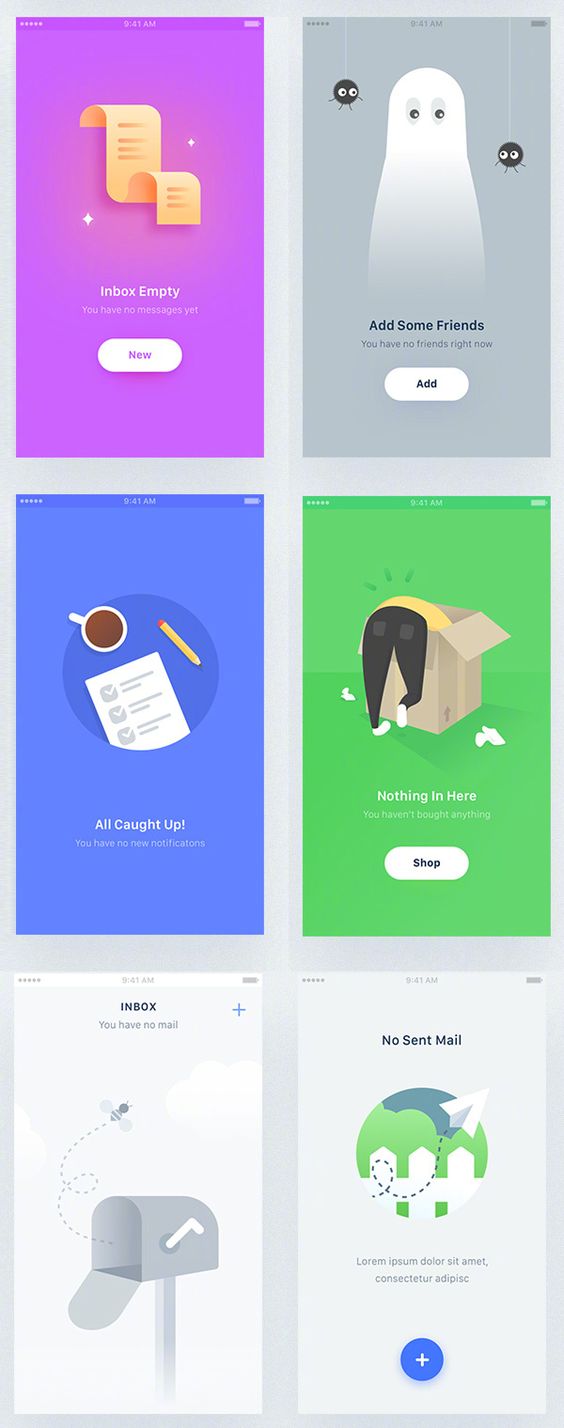 9:41 AM
Inbox Empty
You have no messages yet
New
9:41 AM
Add Some Friends
You have no friends right now
Add
9:41 AM
All Caught Up!
You have no new notificatons
9:41 AM
Nothing In Here
You haven't bought anything
Shop
9:41 AM
INBOX
You have no mail
9:41 AM
No Sent Mail
Lorem ipsum dolor sit amet,
consectetur adipisc